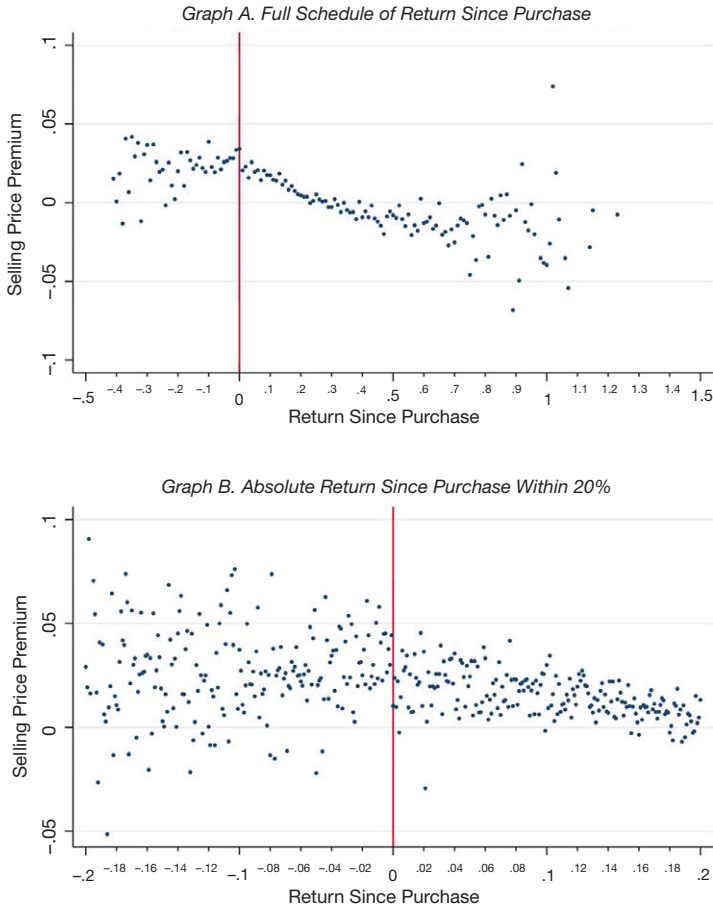 Graph A. Full Schedule of Return Since Purchase
.1
.05
0
-.05
-.1
Selling Price Premium
-.5 -.4 -.3 -.2 -.1 0 .1 .2 .3 .4 .5 .6 .7 .8 .9 1 1.1 1.2 1.3 1.4 1.5
Return Since Purchase
Graph B. Absolute Return Since Purchase Within 20%
.1
.05
0
-.05
Selling Price Premium
-.2 -.18 -.16 -.14 -.12 -.1 -.08 -.06 -.04 -.02 0 .02 .04 .06 .08 .1 .12 .14 .16 .18 .2
Return Since Purchase